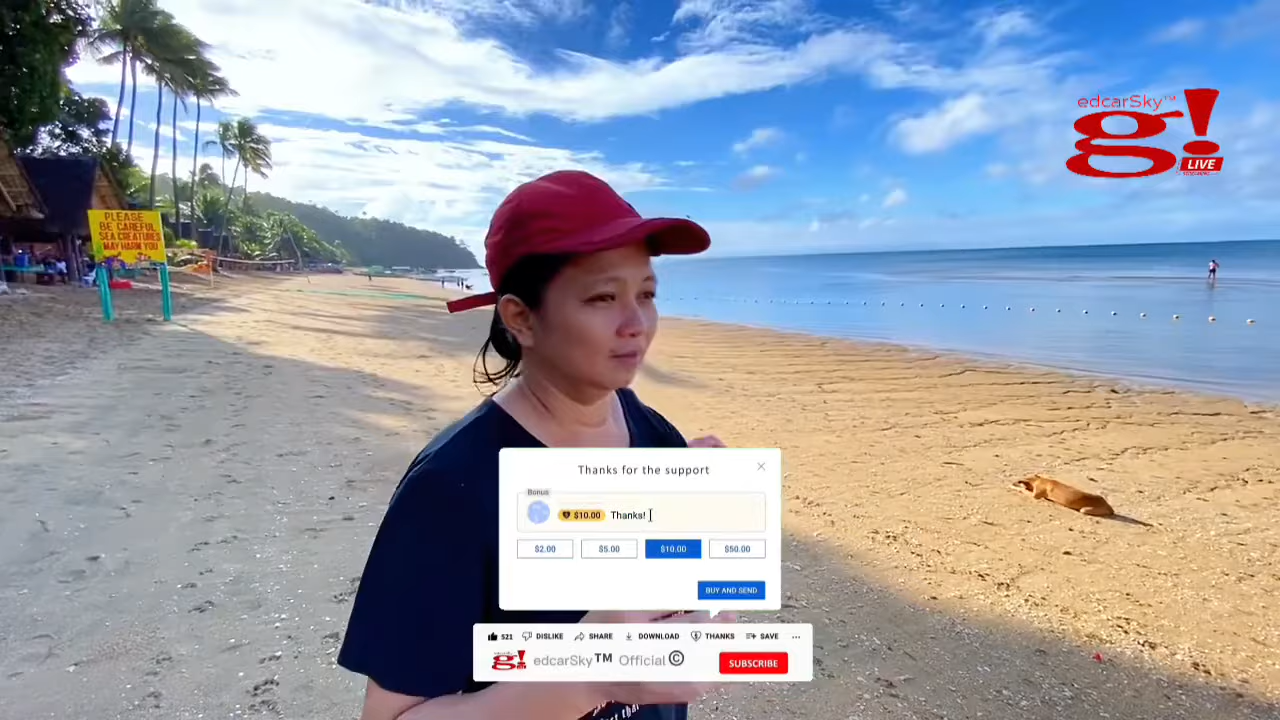 edcarSky™
g!
LIVE
PLEASE
BE CAREFUL
SEA CREATURES
MAY HARM YOU
Thanks for the support
Bonus
$10.00 Thanks!
$2.00 $5.00 $10.00 $50.00
BUY AND SEND
521 DISLIKE SHARE DOWNLOAD THANKS SAVE ...
g! edcarSky™ Official ©
SUBSCRIBE